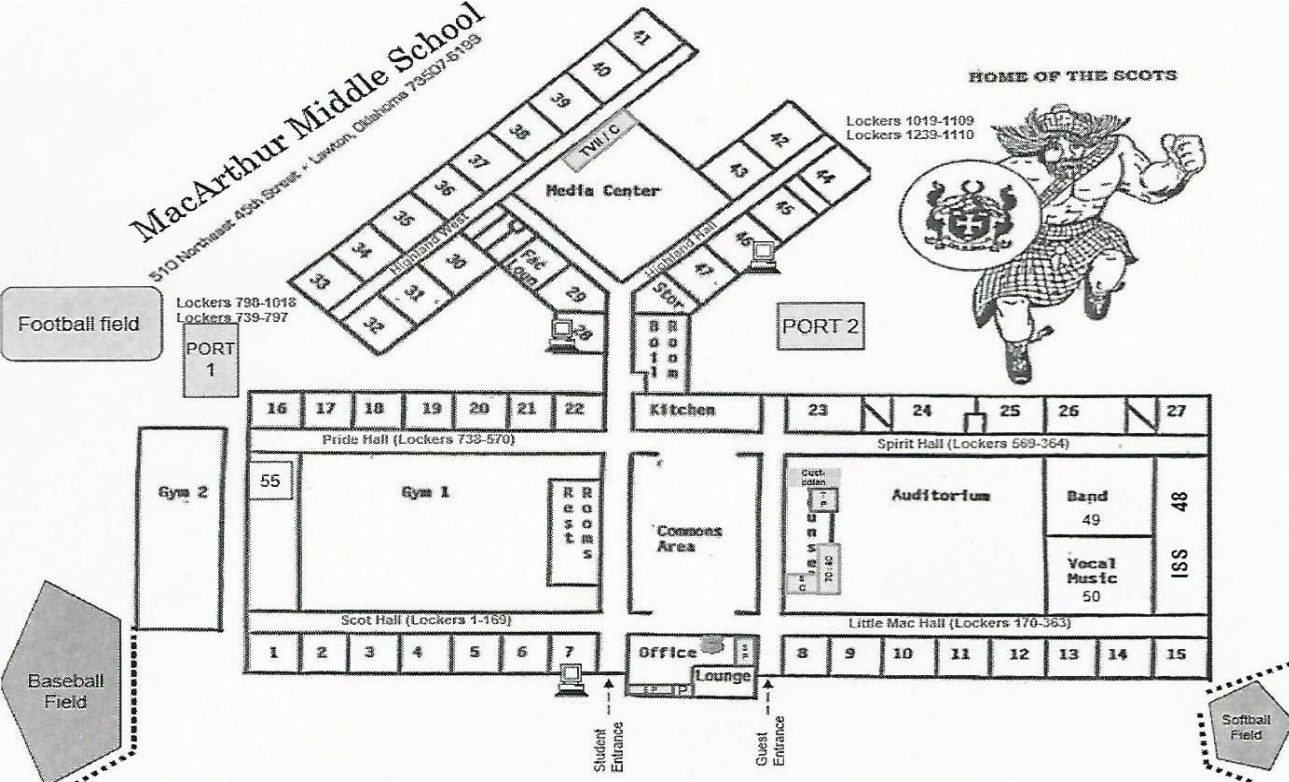 MacArthur Middle School
510 Northeast 45th Street * Lawton, Oklahoma 73507-5199
HOME OF THE SCOTS
Lockers 1019-1109
Lockers 1239-1110
41
40
39
38
37
36
35
34
33
TVII / C
Media Center
42
43
44
45
46
47
Highland West
Highland Hall
30
31
32
Fac
Loun
29
28
Stor
Boil Room
Lockers 798-1018
Lockers 739-797
Football field
PORT
1
PORT 2
16 17 18 19 20 21 22
Kitchen
23 24 25 26 27
Pride Hall (Lockers 738-570)
Spirit Hall (Lockers 569-364)
Gym 2
55
Gym 1
Rest Rooms
Commons
Area
Cust-
odian
Auditorium
Band
49
Vocal
Music
50
48
ISS
Scot Hall (Lockers 1-169)
Little Mac Hall (Lockers 170-363)
1 2 3 4 5 6 7
Office
Lounge
P
8 9 10 11 12 13 14 15
Baseball
Field
Student
Entrance
Guest
Entrance
Softball
Field